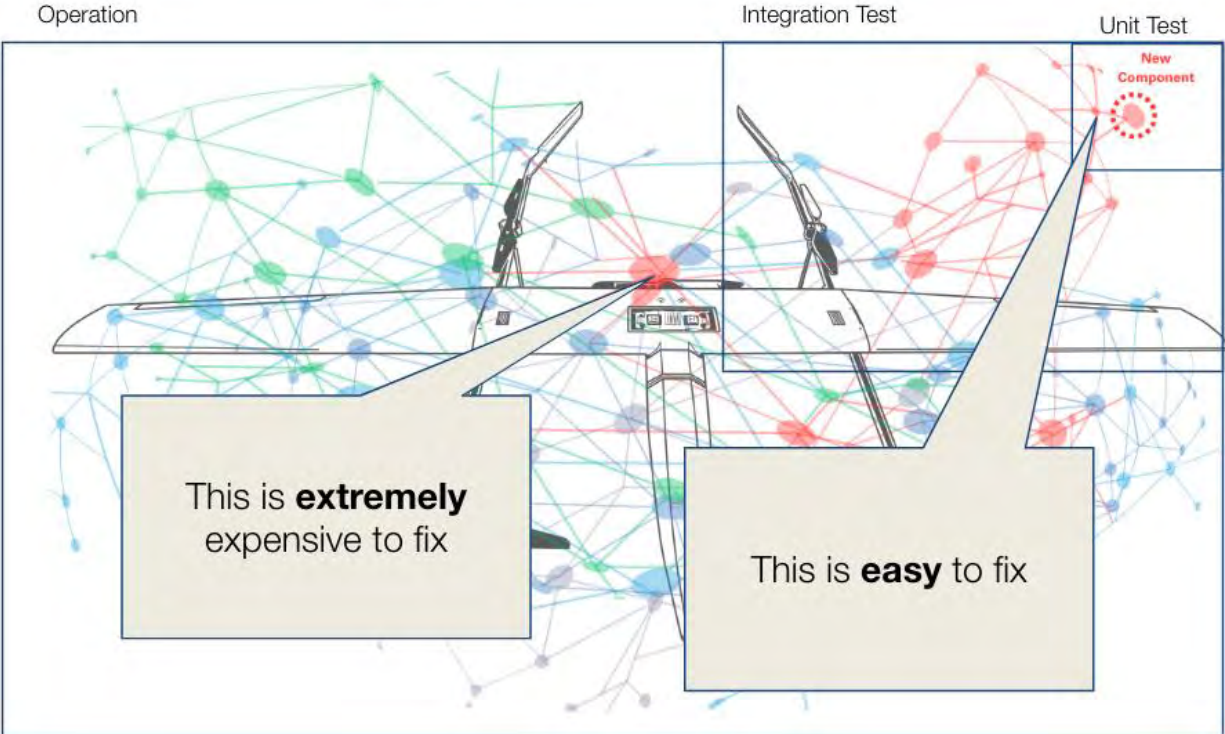 Operation
Integration Test
Unit Test
New
Component
This is extremely
expensive to fix
This is easy to fix